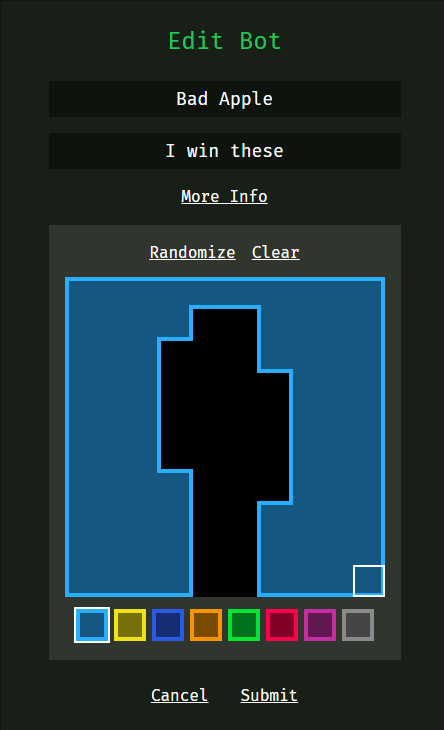 Edit Bot
Bad Apple
I win these
More Info
Randomize Clear
Cancel Submit